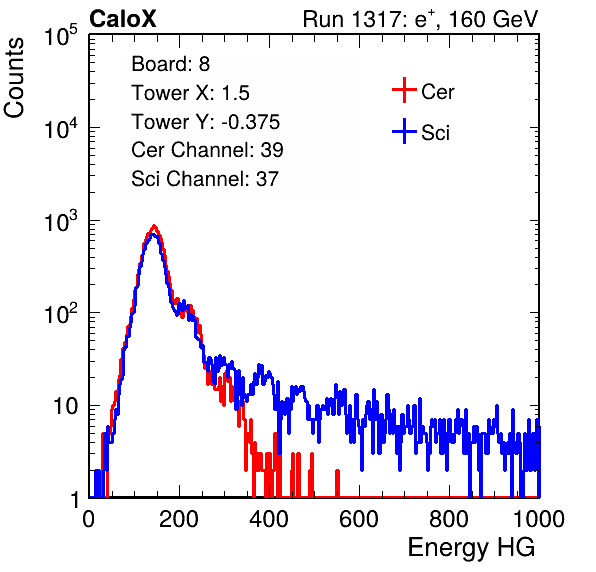 CaloX Run 1317: e⁺, 160 GeV
Counts
10⁵
10⁴
10³
10²
10
1
Board: 8
Tower X: 1.5
Tower Y: -0.375
Cer Channel: 39
Sci Channel: 37
Cer
Sci
0 200 400 600 800 1000
Energy HG